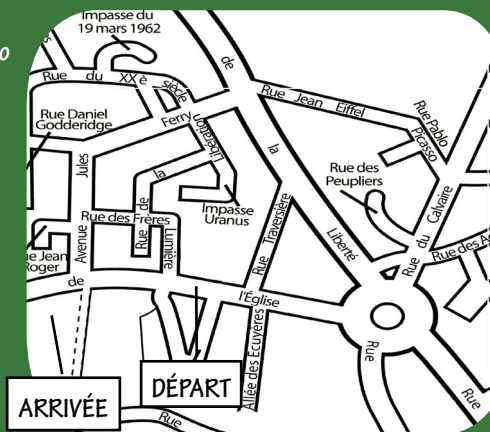 Impasse du
19 mars 1962
de
Rue du XXè siècle
Rue Jean Eiffel
Rue Pablo
Picasso
Rue Daniel
Godderidge
Ferry
Libération
la
Jules
la
Rue des
Peupliers
Impasse
Uranus
Rue des Frères
Lumière
Rue de
Avenue
Rue Traversière
Liberté
Rue du Calvaire
Rue des
Jean
Roger
de
l'Église
DÉPART
ARRIVÉE
Allée des Ecuyères
Rue
Rue
Rue